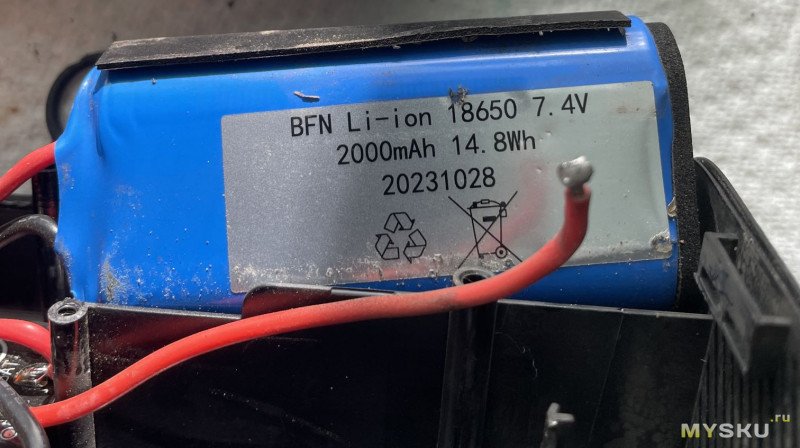 BFN Li-ion 18650 7.4V
2000mAh 14.8Wh
20231028
MYSKU.ru